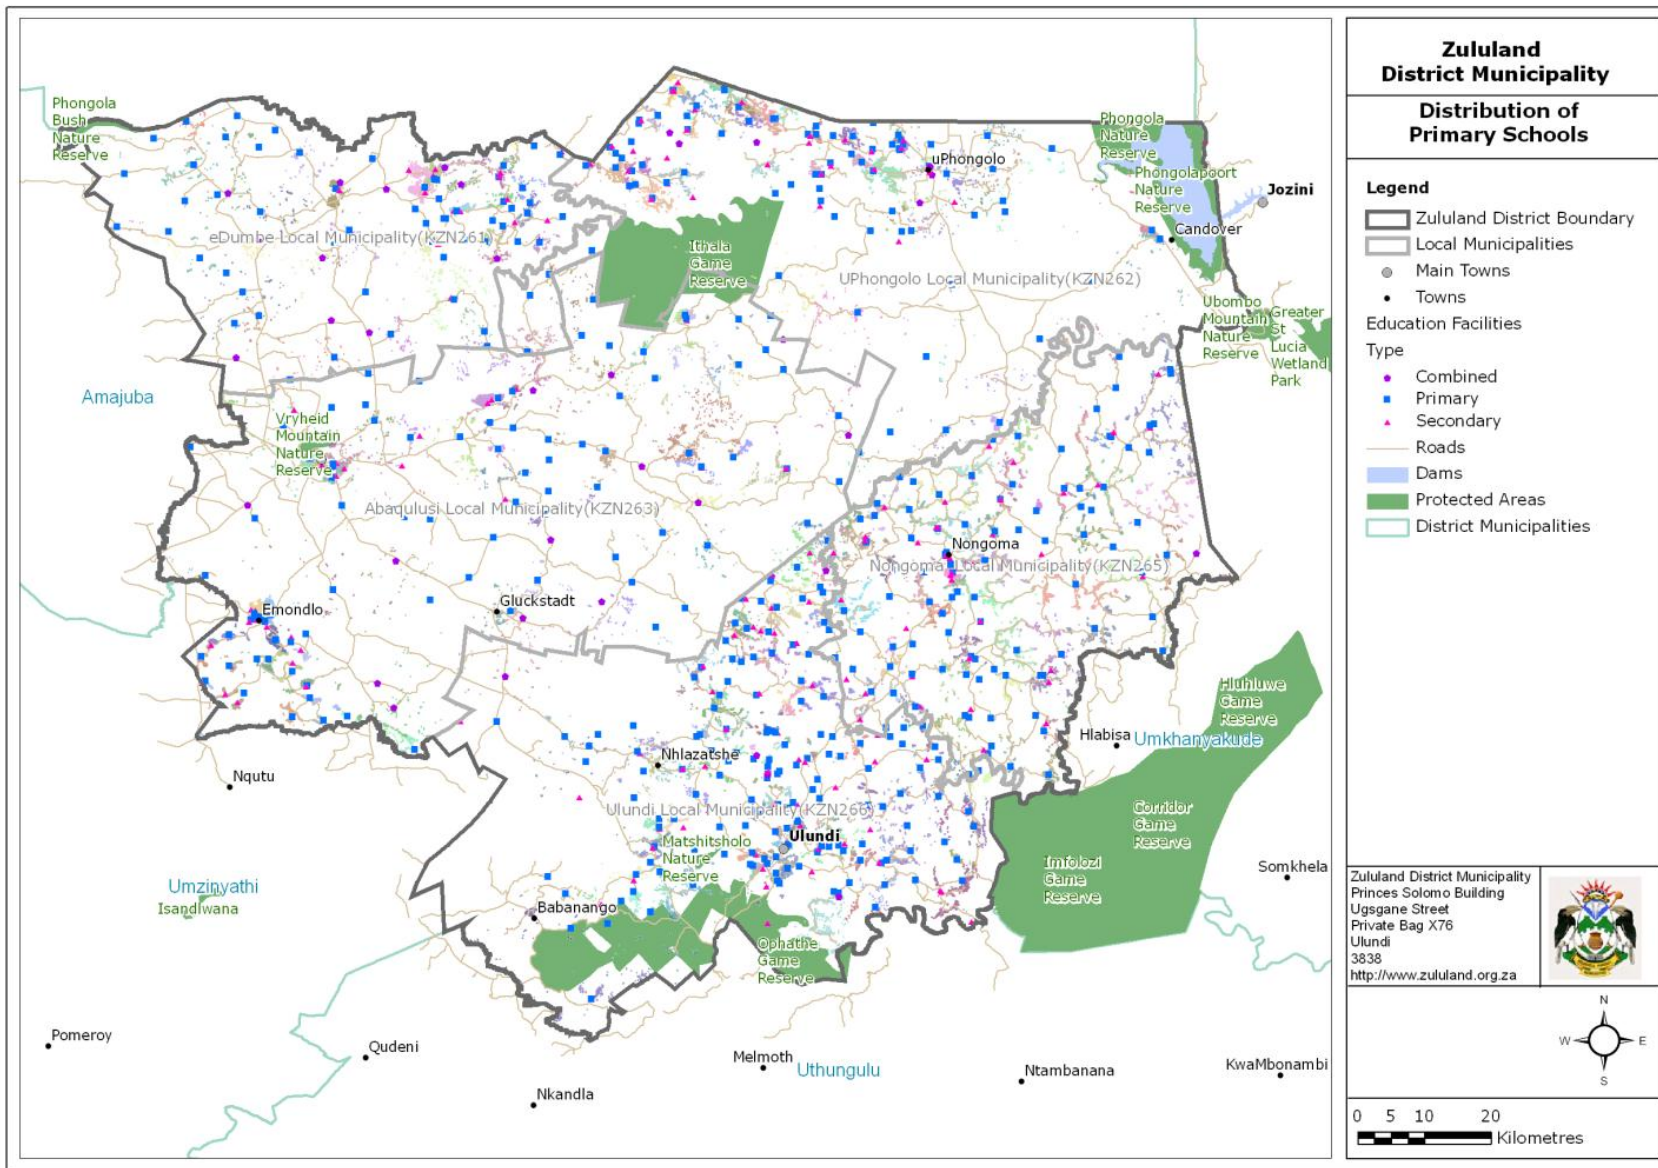 Zululand
District Municipality
Distribution of
Primary Schools
Legend
Zululand District Boundary
Local Municipalities
Main Towns
Towns
Education Facilities
Type
Combined
Primary
Secondary
Roads
Dams
Protected Areas
District Municipalities
Phongola
Bush
Nature
Reserve
Phongola
Nature
Reserve
uPhongolo
Phongolapoort
Nature
Reserve
Jozini
Candover
eDumbe Local Municipality(KZN261)
Ithala
Game
Reserve
UPhongolo Local Municipality(KZN262)
Ubombo
Mountain
Nature
Reserve
Greater
St
Lucia
Wetland
Park
Amajuba
Vryheid
Mountain
Nature
Reserve
Abaqulusi Local Municipality(KZN263)
Nongoma
Nongoma Local Municipality(KZN265)
Emondlo
Gluckstadt
Hluhluwe
Game
Reserve
Hlabisa
Umkhanyakude
Nhlazatshe
Nqutu
Ulundi Local Municipality(KZN266)
Ulundi
Corridor
Game
Reserve
Matshitsholo
Nature
Reserve
Imfolozi
Game
Reserve
Somkhela
Umzinyathi
Isandlwana
Babanango
Ophathe
Game
Reserve
Pomeroy
Qudeni
Melmoth
Uthungulu
Ntambanana
KwaMbonambi
Nkandla
Zululand District Municipality
Princes Solomo Building
Ugsgane Street
Private Bag X76
Ulundi
3838
http://www.zululand.org.za
N
W E
S
0 5 10 20
Kilometres